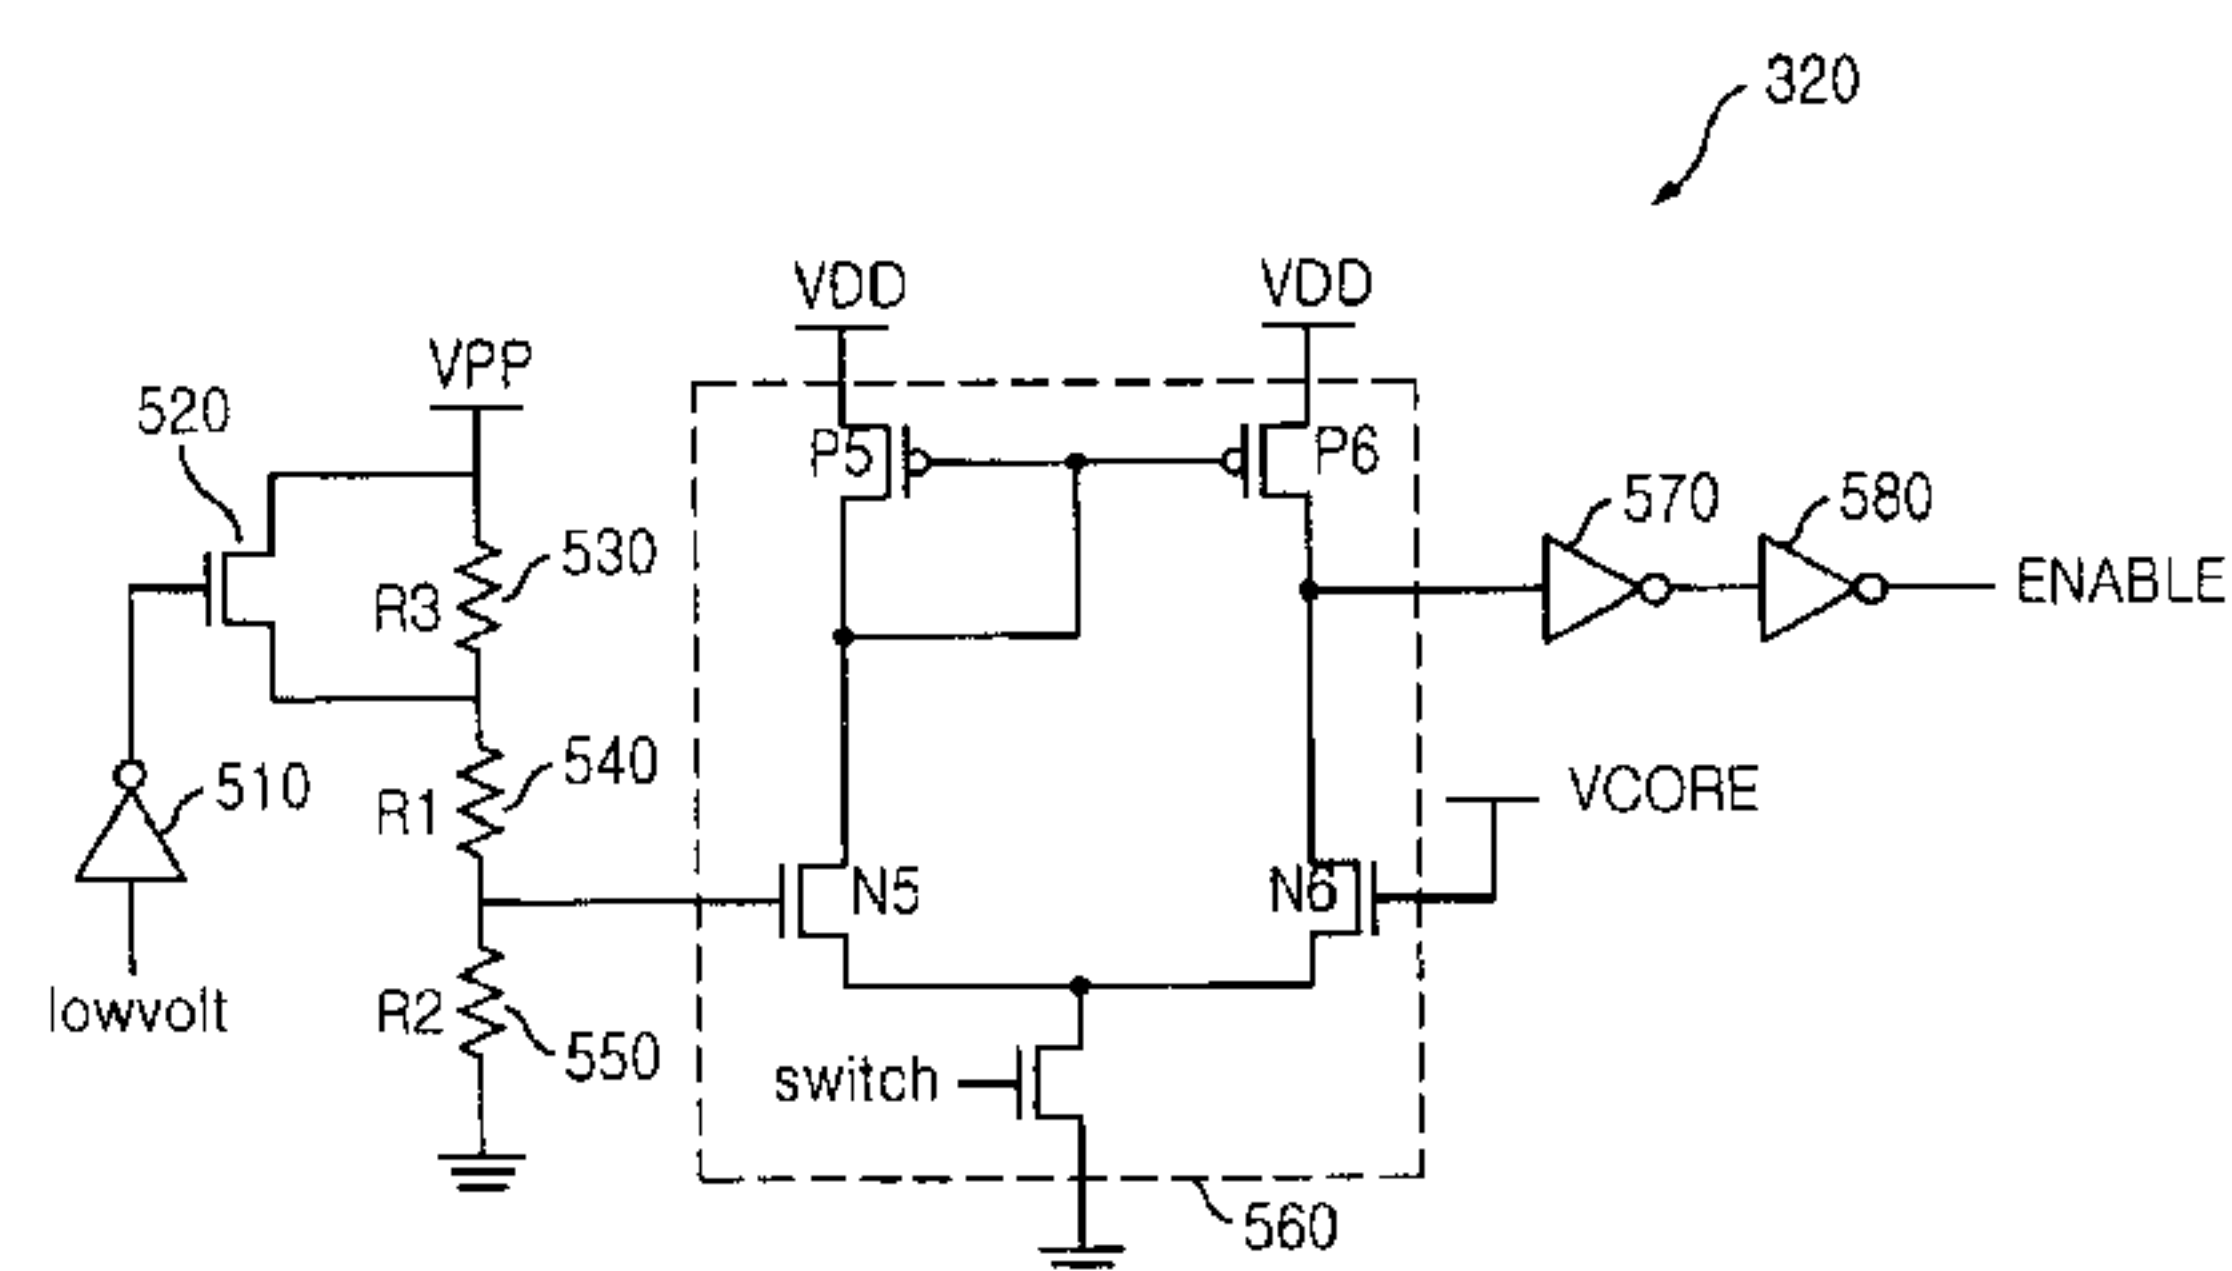 320
VDD
VDD
VPP
520
P5
P6
570
580
530
R3
ENABLE
540
510
R1
VCORE
N5
N6
lowvolt
R2
550
switch
560